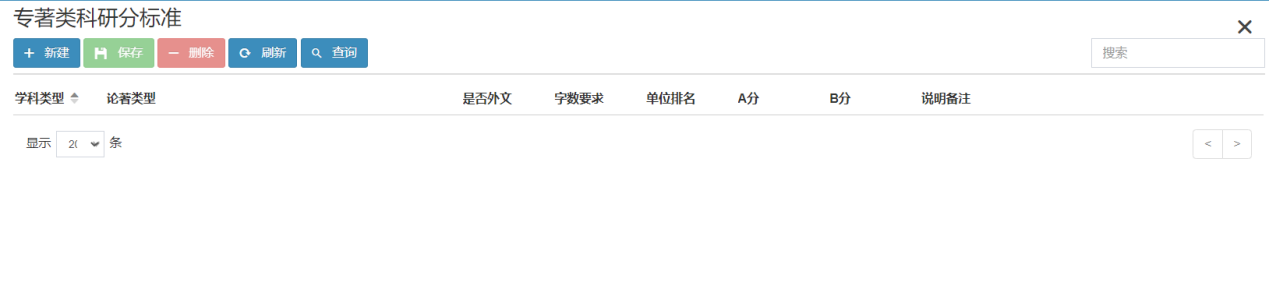 专著类科研分标准
新建 保存 删除 刷新 查询 搜索
学科类型 论著类型 是否外文 字数要求 单位排名 A分 B分 说明备注
显示 条
< >